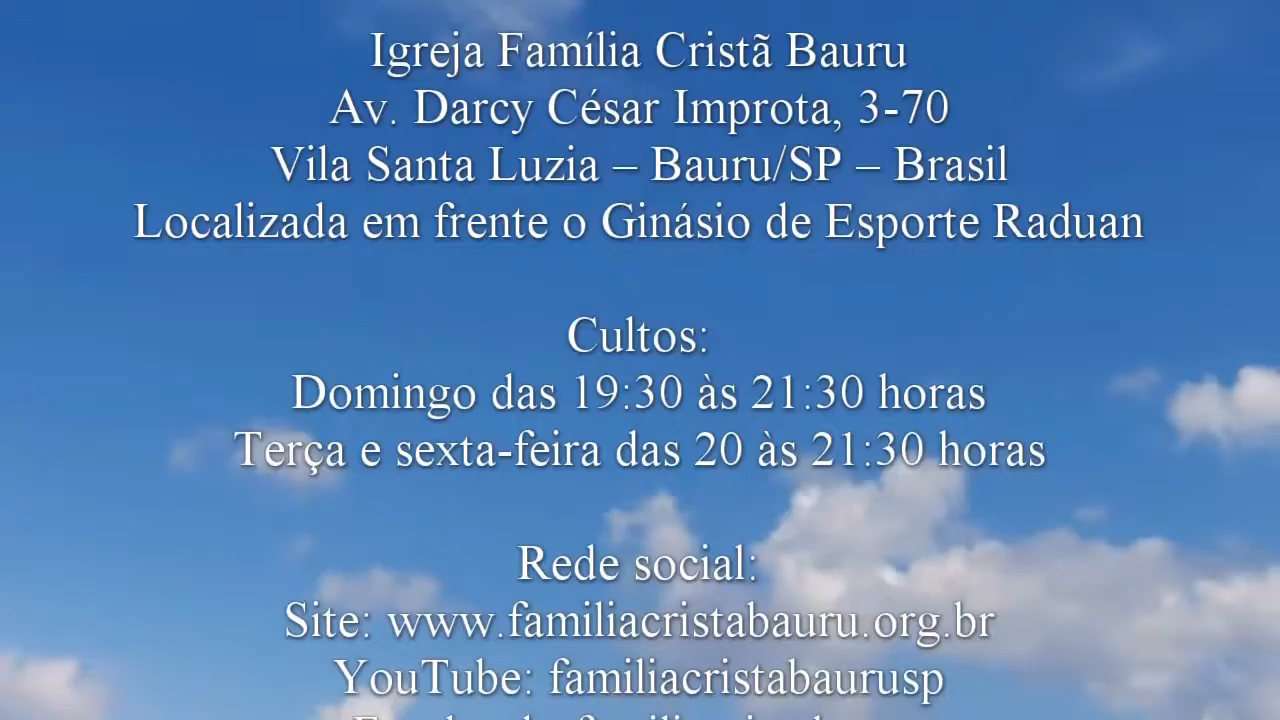 Igreja Família Cristã Bauru
Av. Darcy César Improta, 3-70
Vila Santa Luzia – Bauru/SP – Brasil
Localizada em frente o Ginásio de Esporte Raduan
Cultos:
Domingo das 19:30 às 21:30 horas
Terça e sexta-feira das 20 às 21:30 horas
Rede social:
Site: www.familiacristabauru.org.br
YouTube: familiacristabaurusp